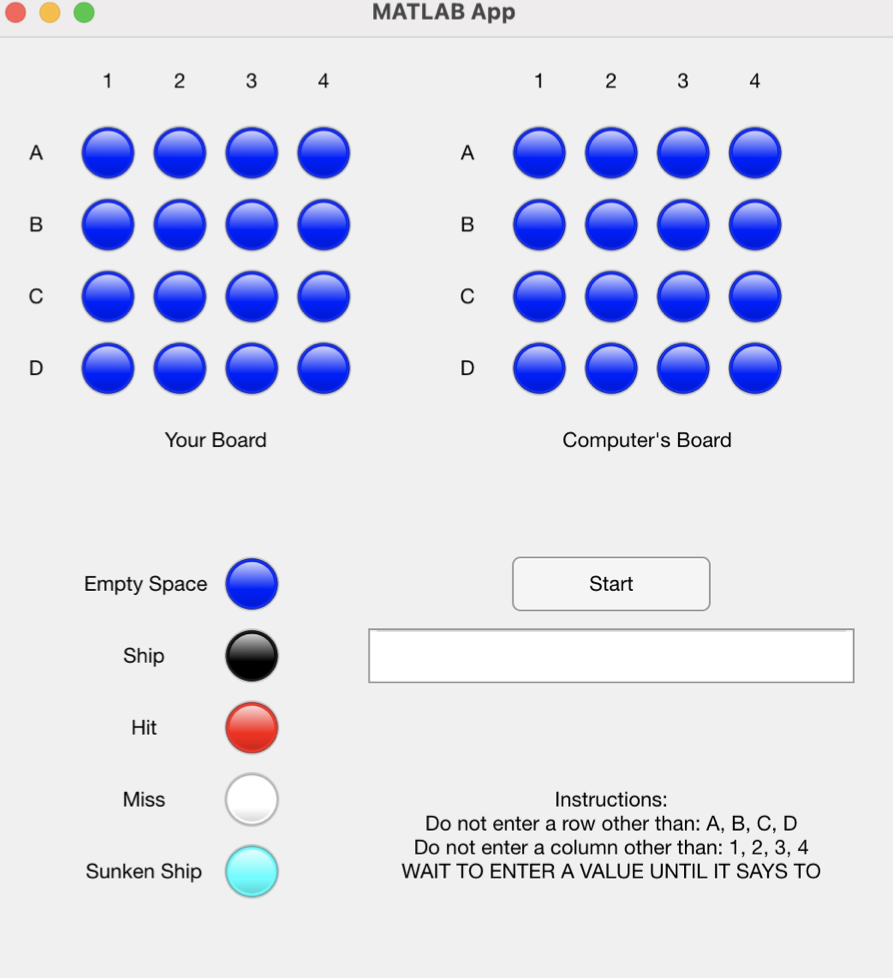 MATLAB App
1 2 3 4
1 2 3 4
A
A
B
B
C
C
D
D
Your Board
Computer's Board
Empty Space
Start
Ship
Hit
Miss
Instructions:
Do not enter a row other than: A, B, C, D
Do not enter a column other than: 1, 2, 3, 4
Sunken Ship
WAIT TO ENTER A VALUE UNTIL IT SAYS TO